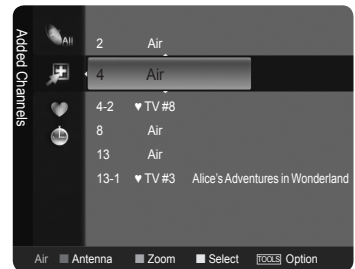 Added Channels
All
2 Air
4 Air
4-2 ♥ TV #8
8 Air
13 Air
13-1 ♥ TV #3 Alice's Adventures in Wonderland
Air Antenna Zoom Select TOOLS Option